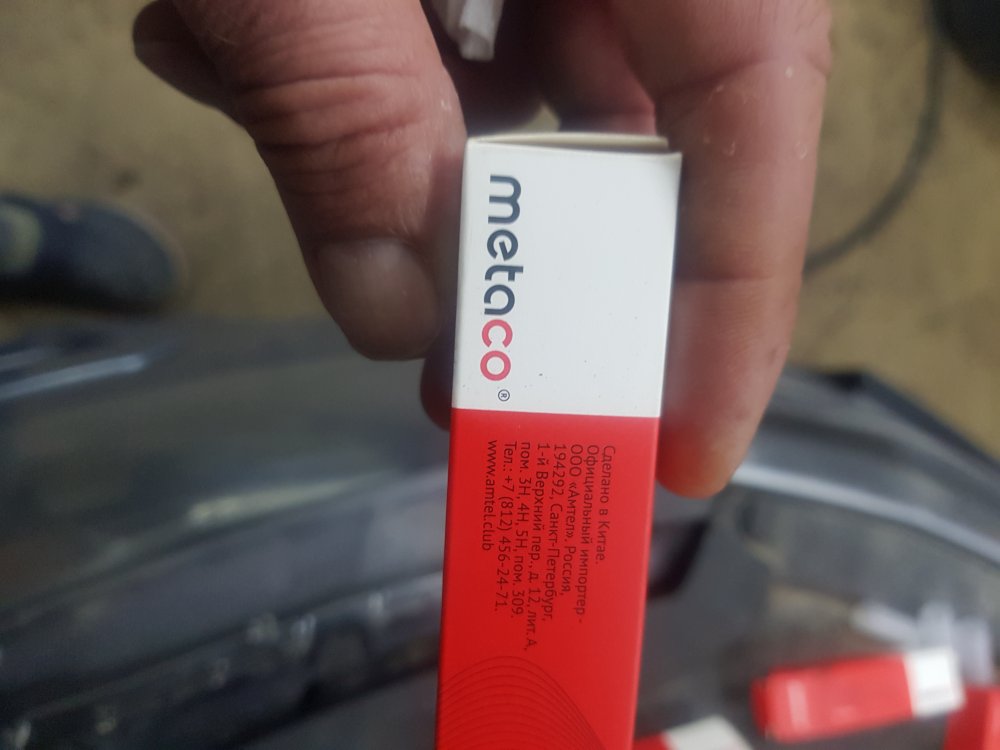 metaco®
Сделано в Китае.
Официальный импортер -
ООО «Амтел», Россия,
194292, Санкт-Петербург,
1-й Верхний пер., д. 12, лит. А,
пом. 3Н, 4Н, 5Н, пом. 309.
Тел.: +7 (812) 456-24-71.
www.amtel.club